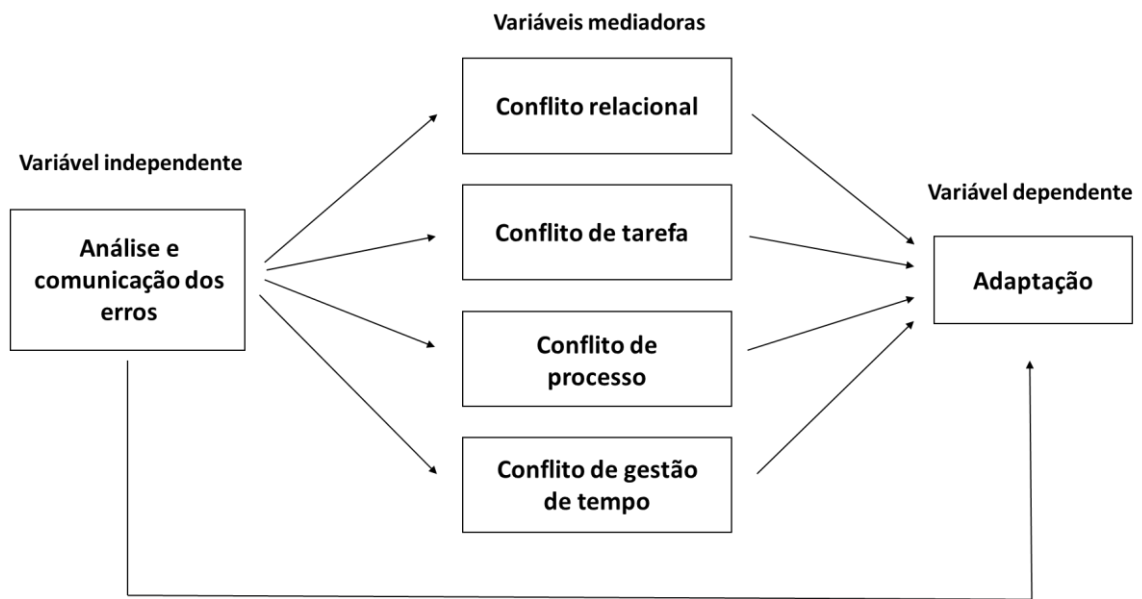 Variáveis mediadoras
Conflito relacional
Variável independente
Análise e
comunicação dos
erros
Conflito de tarefa
Variável dependente
Adaptação
Conflito de
processo
Conflito de gestão
de tempo